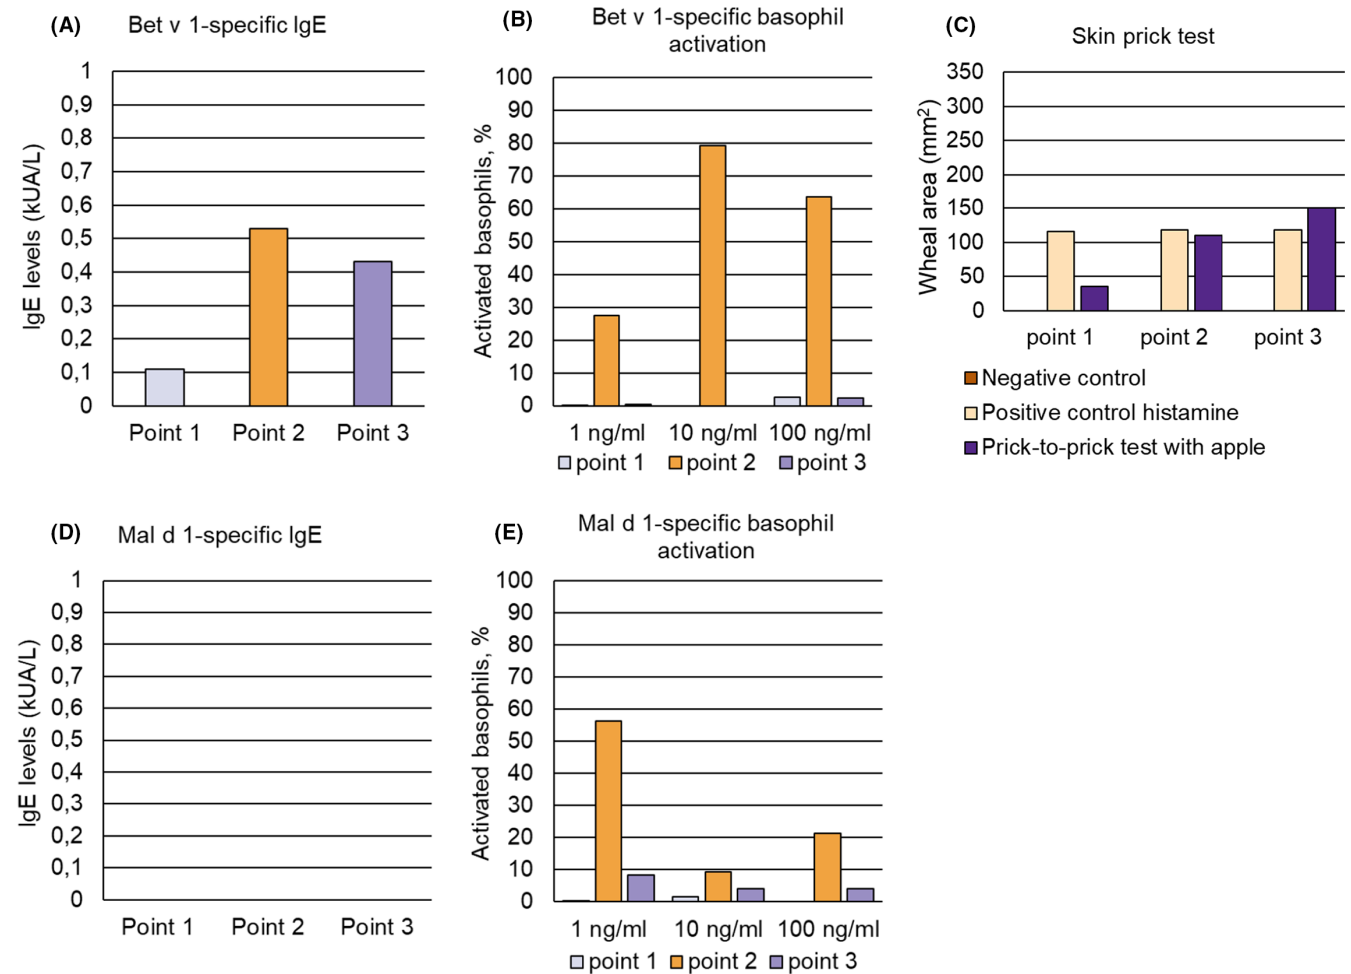 (A)
Bet v 1-specific IgE
IgE levels (kUA/L)
1
0,9
0,8
0,7
0,6
0,5
0,4
0,3
0,2
0,1
0
Point 1 Point 2 Point 3
(B)
Bet v 1-specific basophil
activation
Activated basophils, %
100
90
80
70
60
50
40
30
20
10
0
1 ng/ml 10 ng/ml 100 ng/ml
point 1 point 2 point 3
(C)
Skin prick test
Wheal area (mm²)
350
300
250
200
150
100
50
0
point 1 point 2 point 3
Negative control
Positive control histamine
Prick-to-prick test with apple
(D)
Mal d 1-specific IgE
IgE levels (kUA/L)
1
0,9
0,8
0,7
0,6
0,5
0,4
0,3
0,2
0,1
0
Point 1 Point 2 Point 3
(E)
Mal d 1-specific basophil
activation
Activated basophils, %
100
90
80
70
60
50
40
30
20
10
0
1 ng/ml 10 ng/ml 100 ng/ml
point 1 point 2 point 3